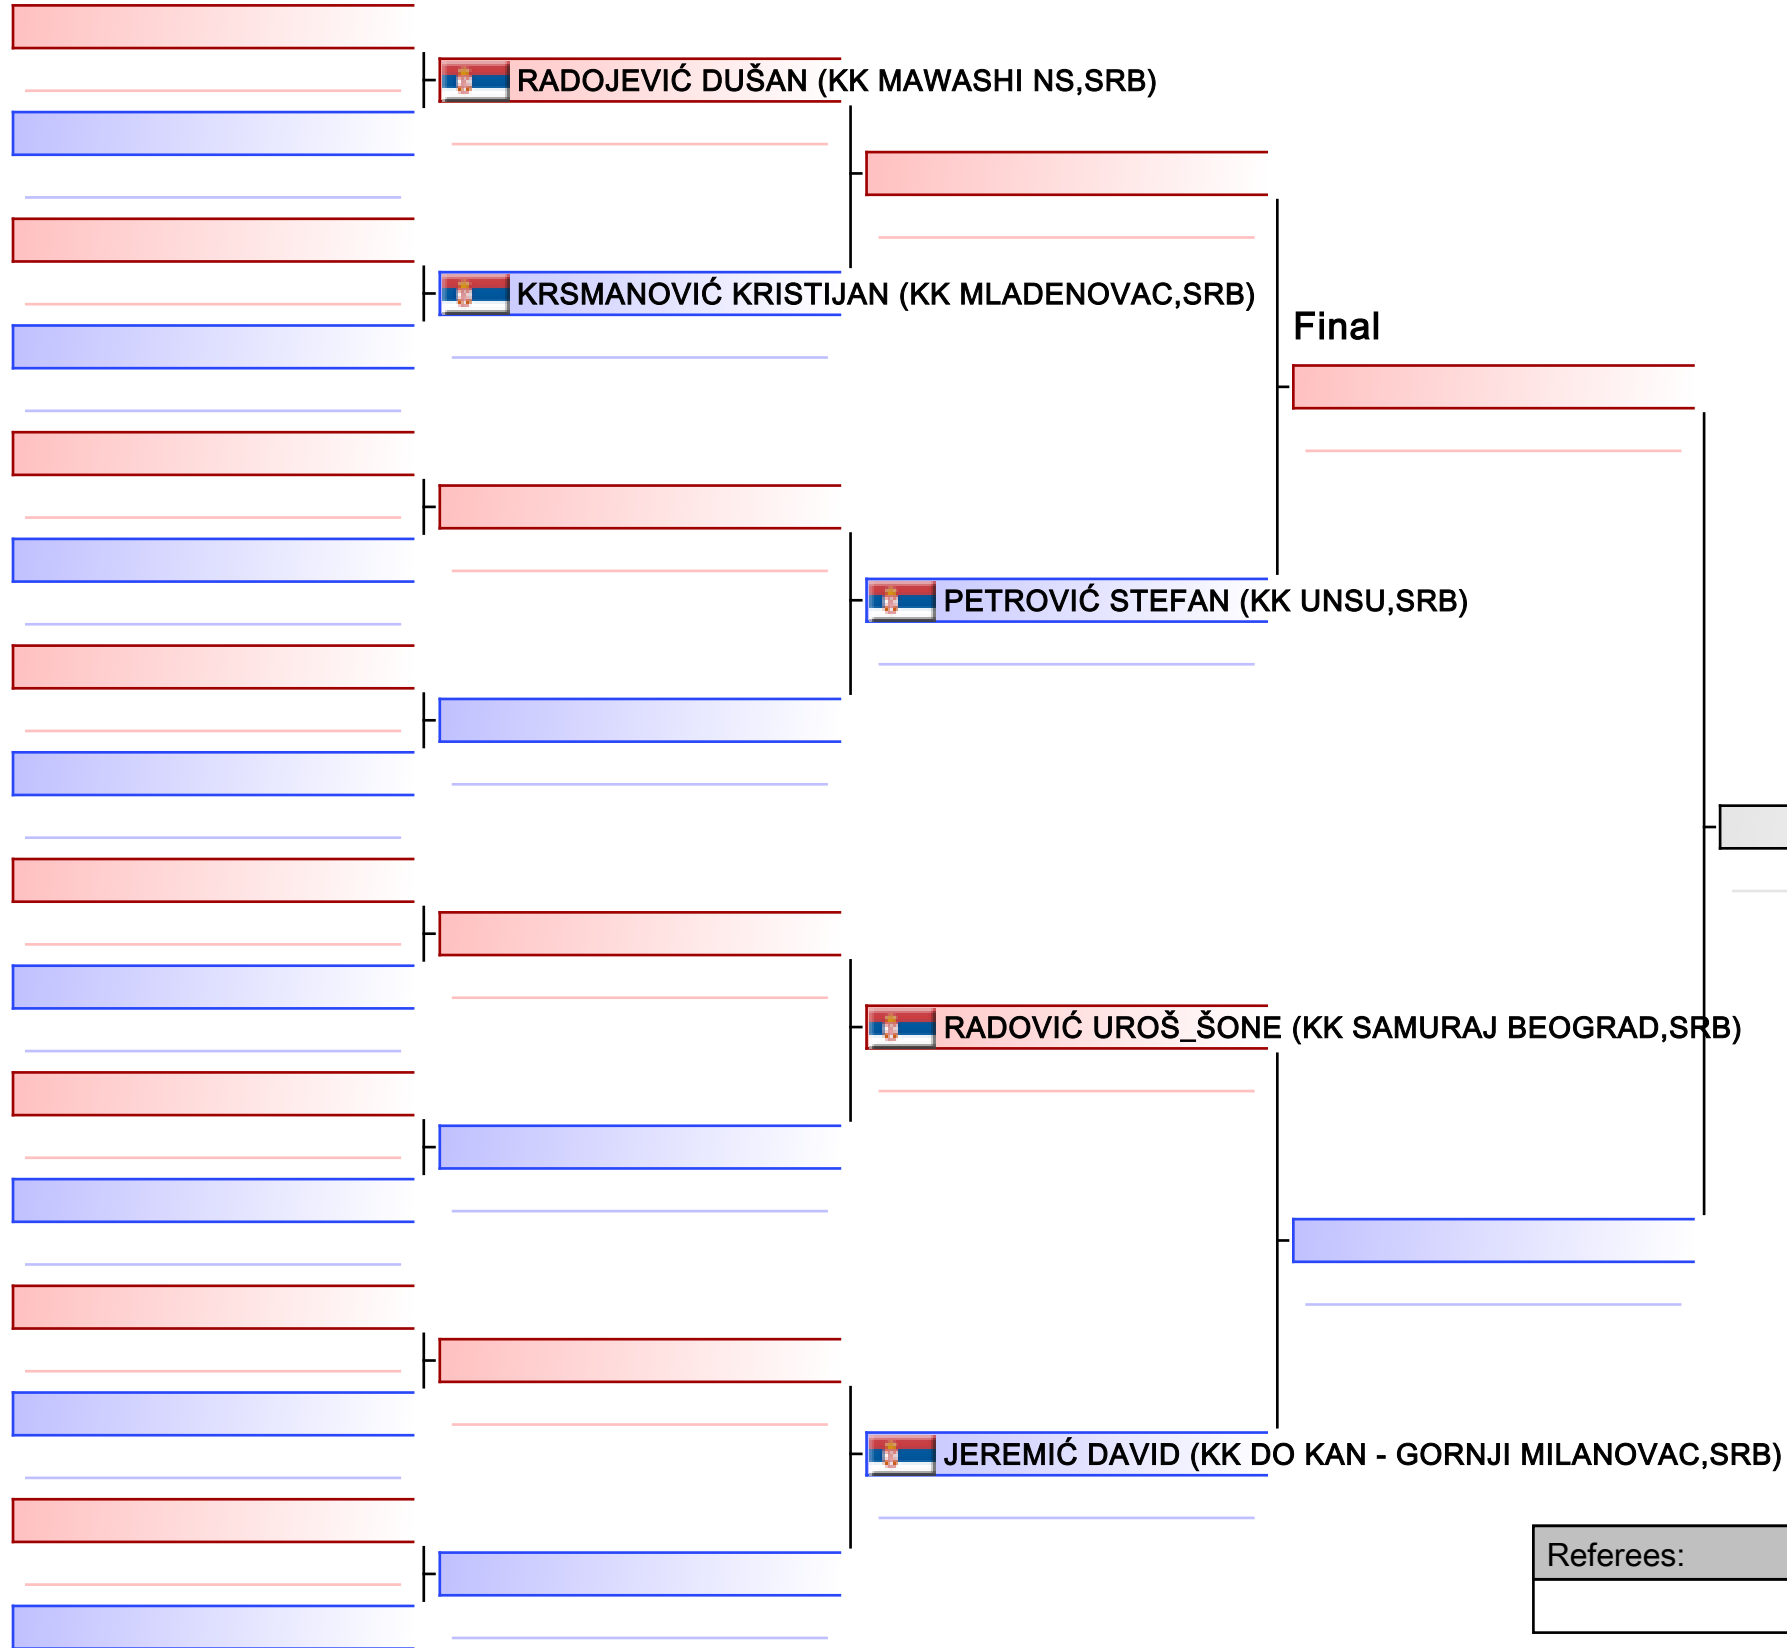 RADOJEVIĆ DUŠAN (KK MAWASHI NS,SRB)
KRSMANOVIĆ KRISTIJAN (KK MLADENOVAC,SRB)
Final
PETROVIĆ STEFAN (KK UNSU,SRB)
RADOVIĆ UROŠ_ŠONE (KK SAMURAJ BEOGRAD,SRB)
JEREMIĆ DAVID (KK DO KAN - GORNJI MILANOVAC,SRB)
Referees: